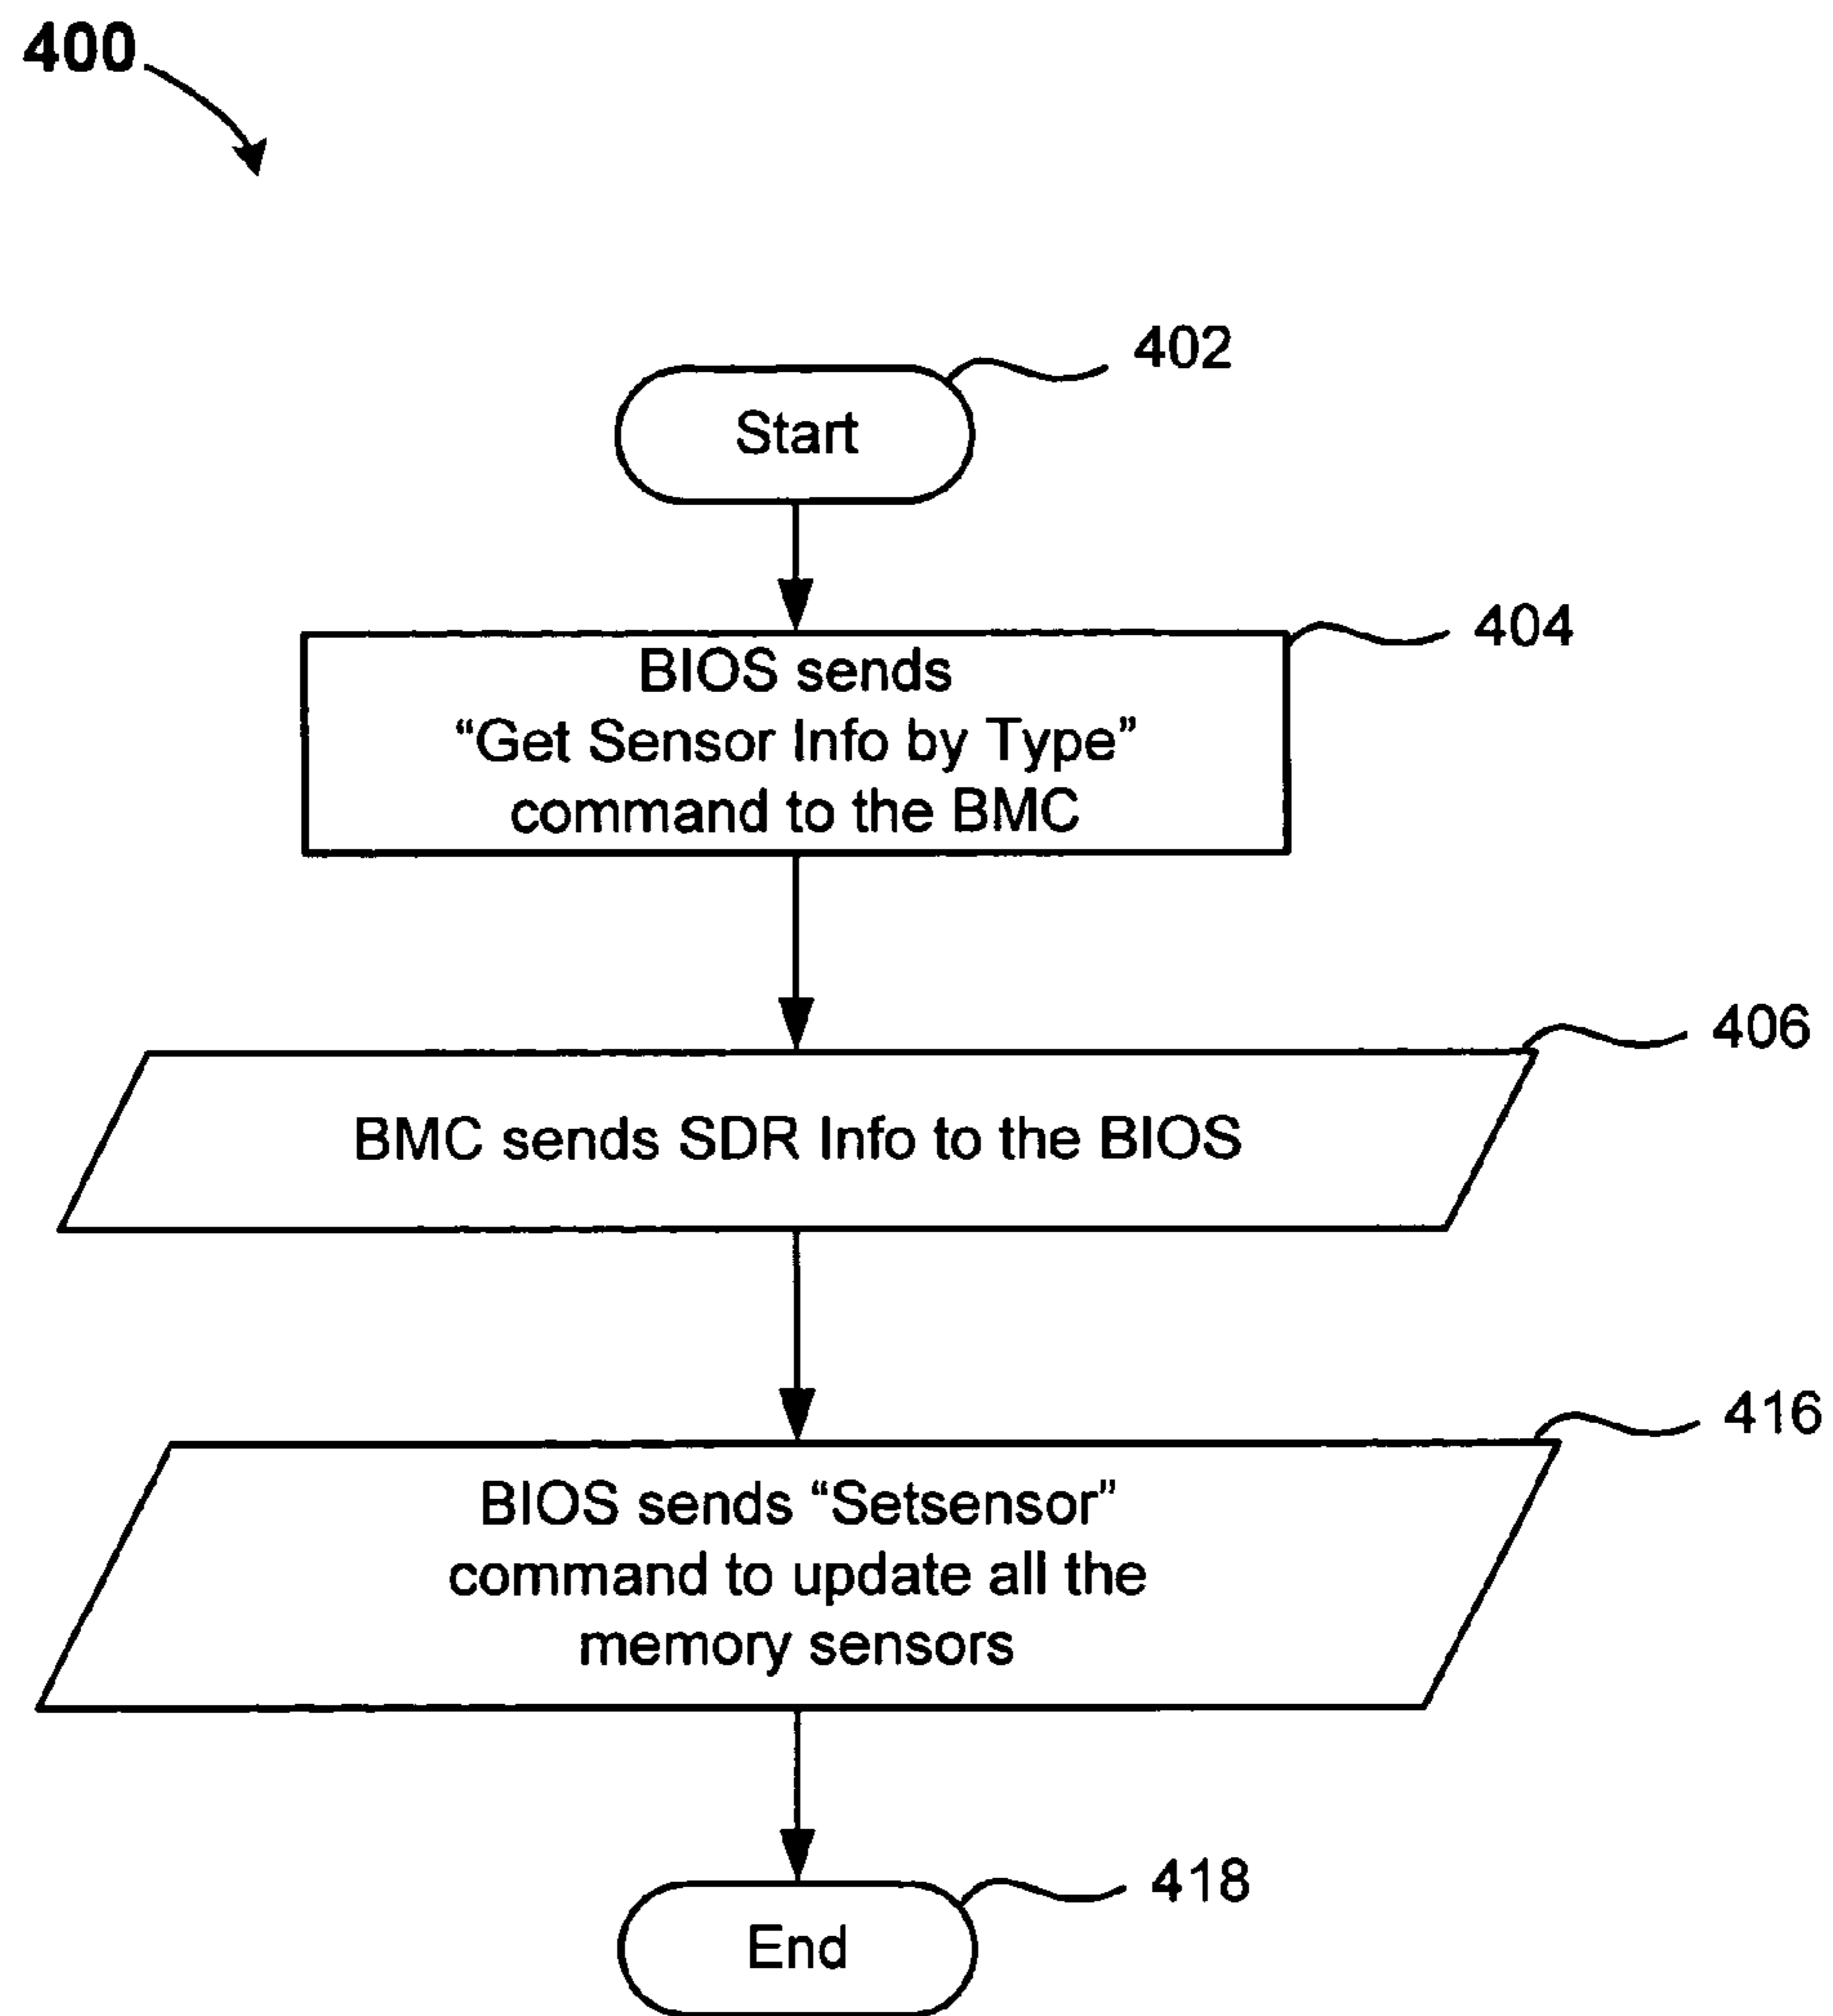 400
402
Start
404
BIOS sends
“Get Sensor Info by Type”
command to the BMC
406
BMC sends SDR Info to the BIOS
416
BIOS sends “Setsensor”
command to update all the
memory sensors
418
End